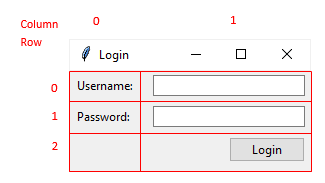 Column 0 1
Row
Login
0 Username:
1 Password:
2 Login